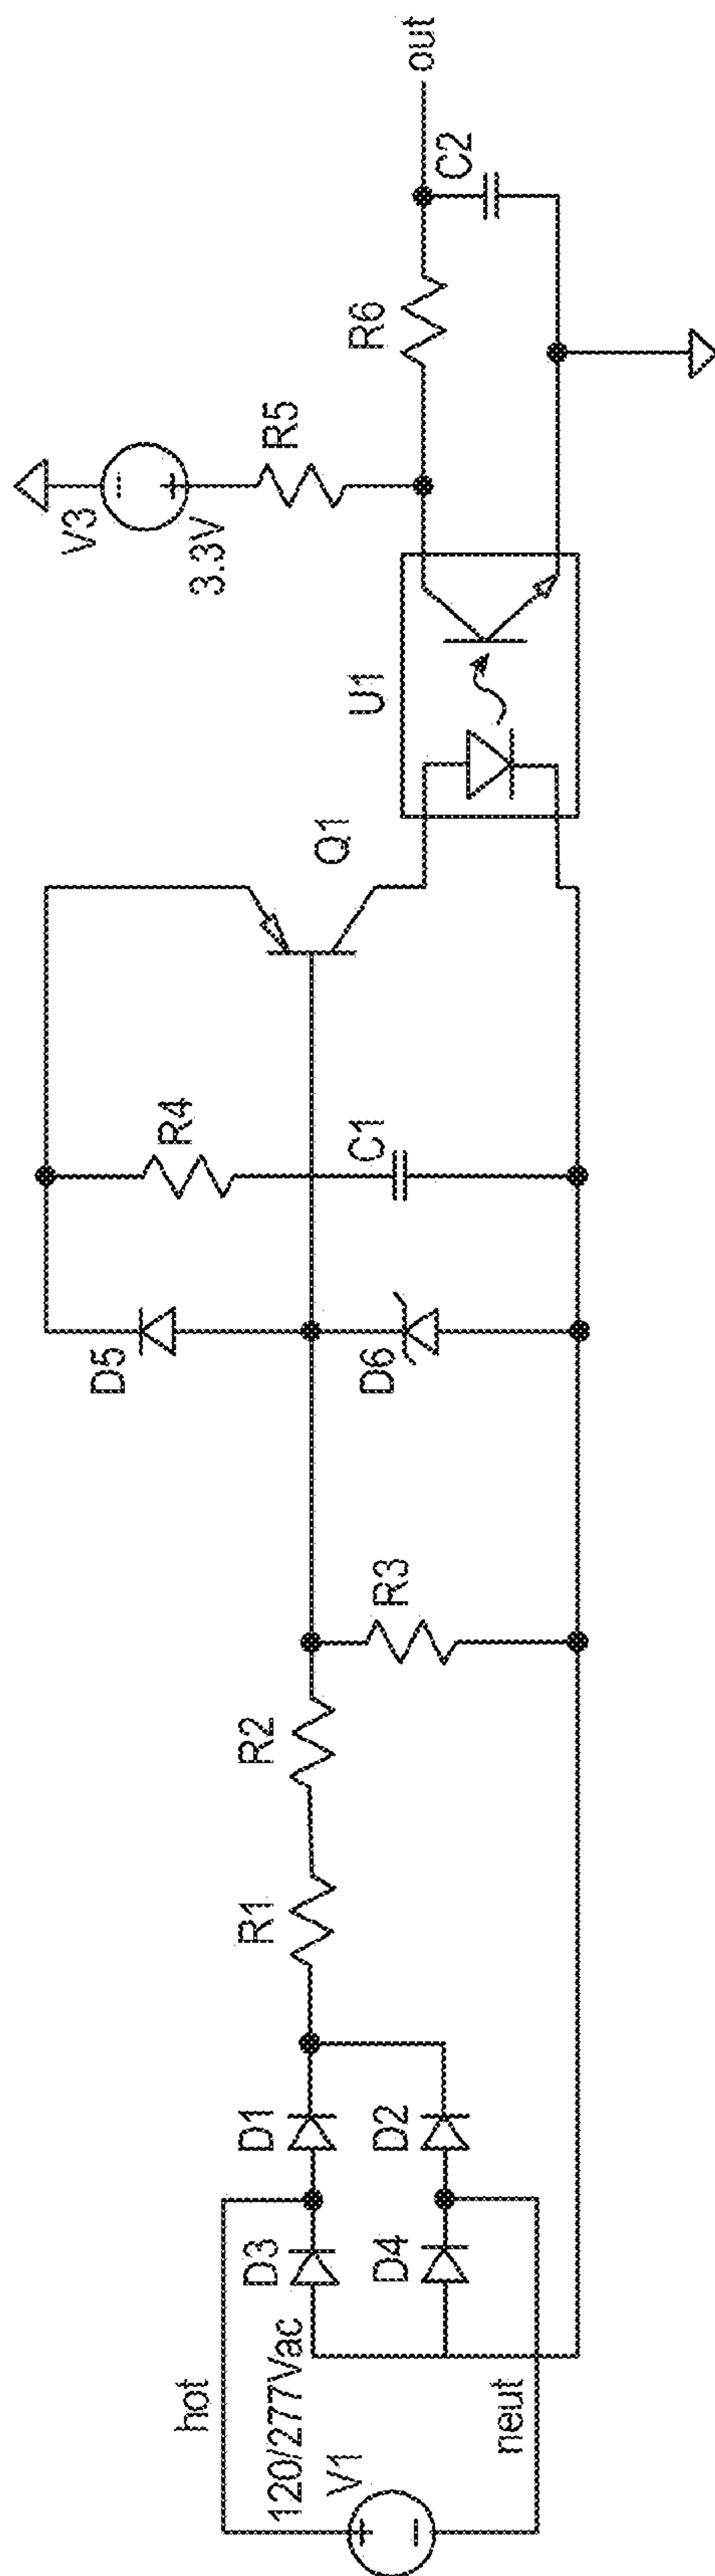 hot
120/277Vac
V1
neut
D3
D1
D4
D2
R1
R2
R3
D5
D6
R4
C1
Q1
U1
V3
3.3V
R5
R6
C2
out